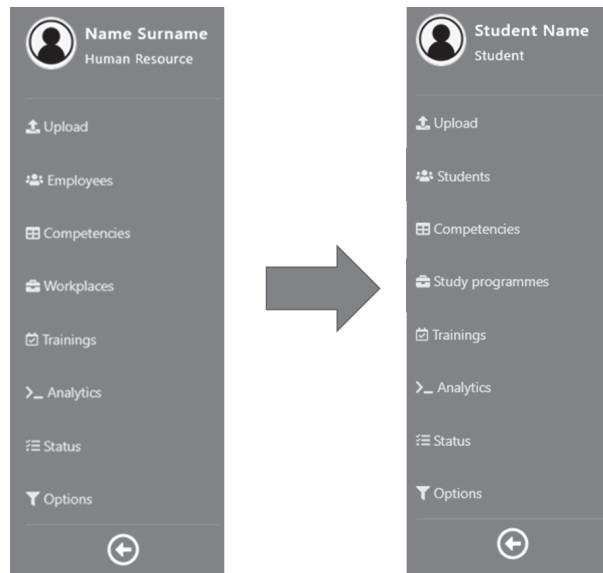 Name Surname
Human Resource
Upload
Employees
Competencies
Workplaces
Trainings
Analytics
Status
Options
Student Name
Student
Upload
Students
Competencies
Study programmes
Trainings
Analytics
Status
Options